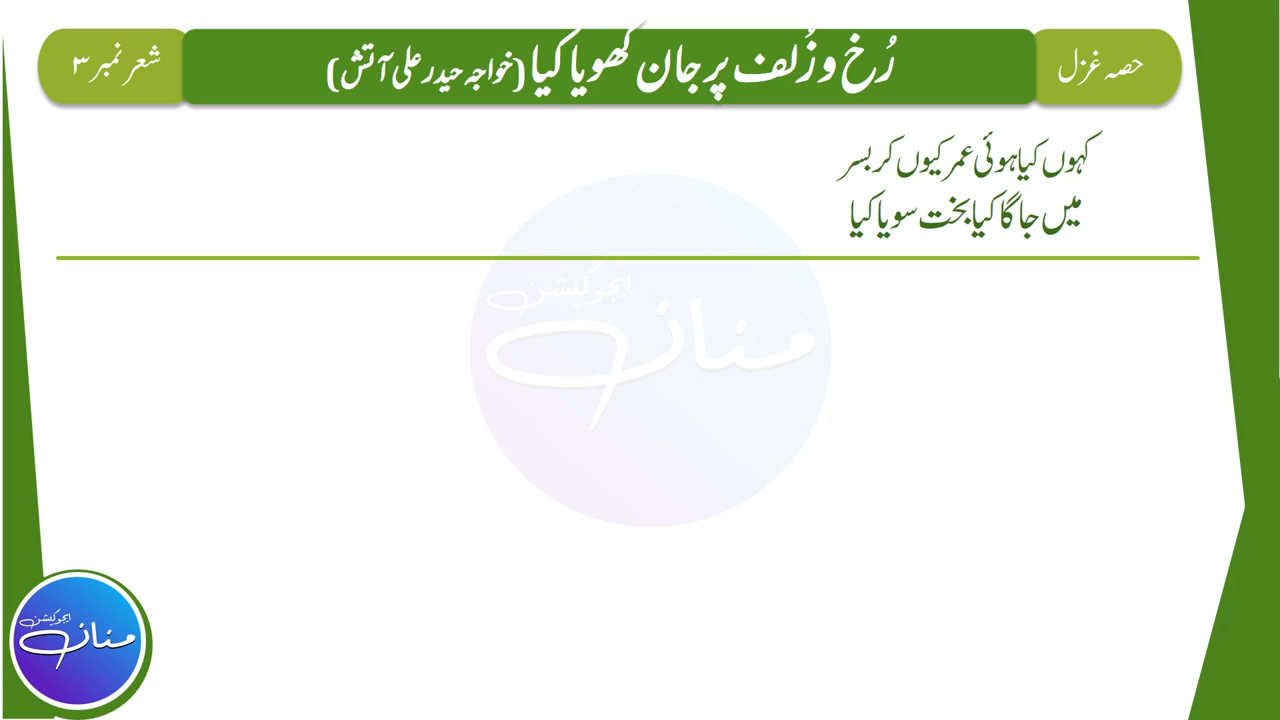 حصہ غزل
رُخ و زُلف پر جان کھویا کیا (خواجہ حیدر علی آتش)
شعر نمبر ۳
کہوں کیا ہوئی عمر کیوں کر بسر
میں جاگا کیا بخت سویا کیا
ایجوکیشن
منان
ایجوکیشن
منان